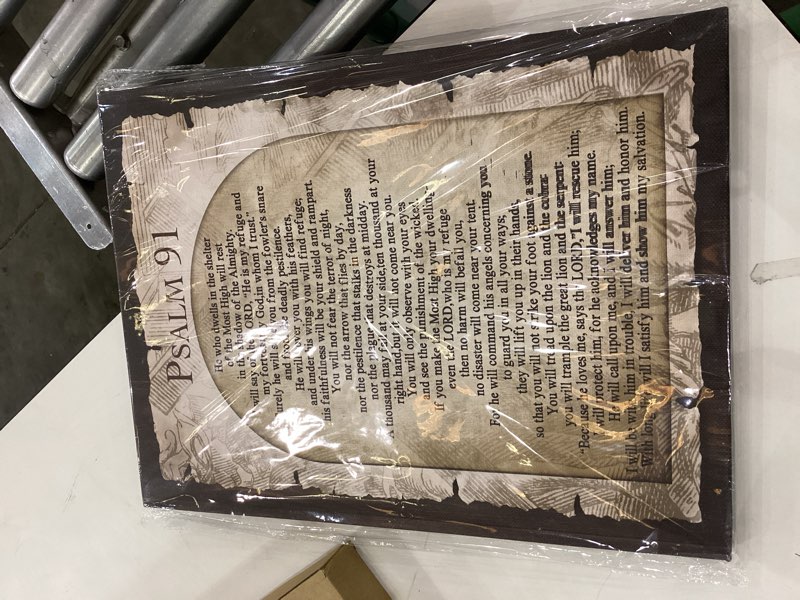 PSALM 91
He who dwells in the shelter
of the Most High will rest
in the shadow of the Almighty.
will say of the LORD, "He is my refuge and
my fortress, my God, in whom I trust."
urely he will save you from the fowler's snare
and from the deadly pestilence.
He will cover you with his feathers,
and under his wings you will find refuge;
his faithfulness will be your shield and rampart.
You will not fear the terror of night,
nor the arrow that flies by day,
nor the pestilence that stalks in the darkness
nor the plague that destroys at midday.
A thousand may fall at your side,ten thousand at your
right hand,but it will not come near you.
You will only observe with your eyes
and see the punishment of the wicked.
If you make the Most High your dwelling
even the LORD, who is my refuge
then no harm will befall you,
no disaster will come near your tent.
For he will command his angels concerning you
to guard you in all your ways;
they will lift you up in their hands,
so that you will not strike your foot against a stone.
You will tread upon the lion and the cobra;
you will trample the great lion and the serpent.
"Because he loves me, says the LORD,"I will rescue him;
I will protect him, for he acknowledges my name.
He will call upon me, and i will answer him;
I will be with him in trouble, I will deliver him and honor him.
With long life will I satisfy him and show him my salvation.